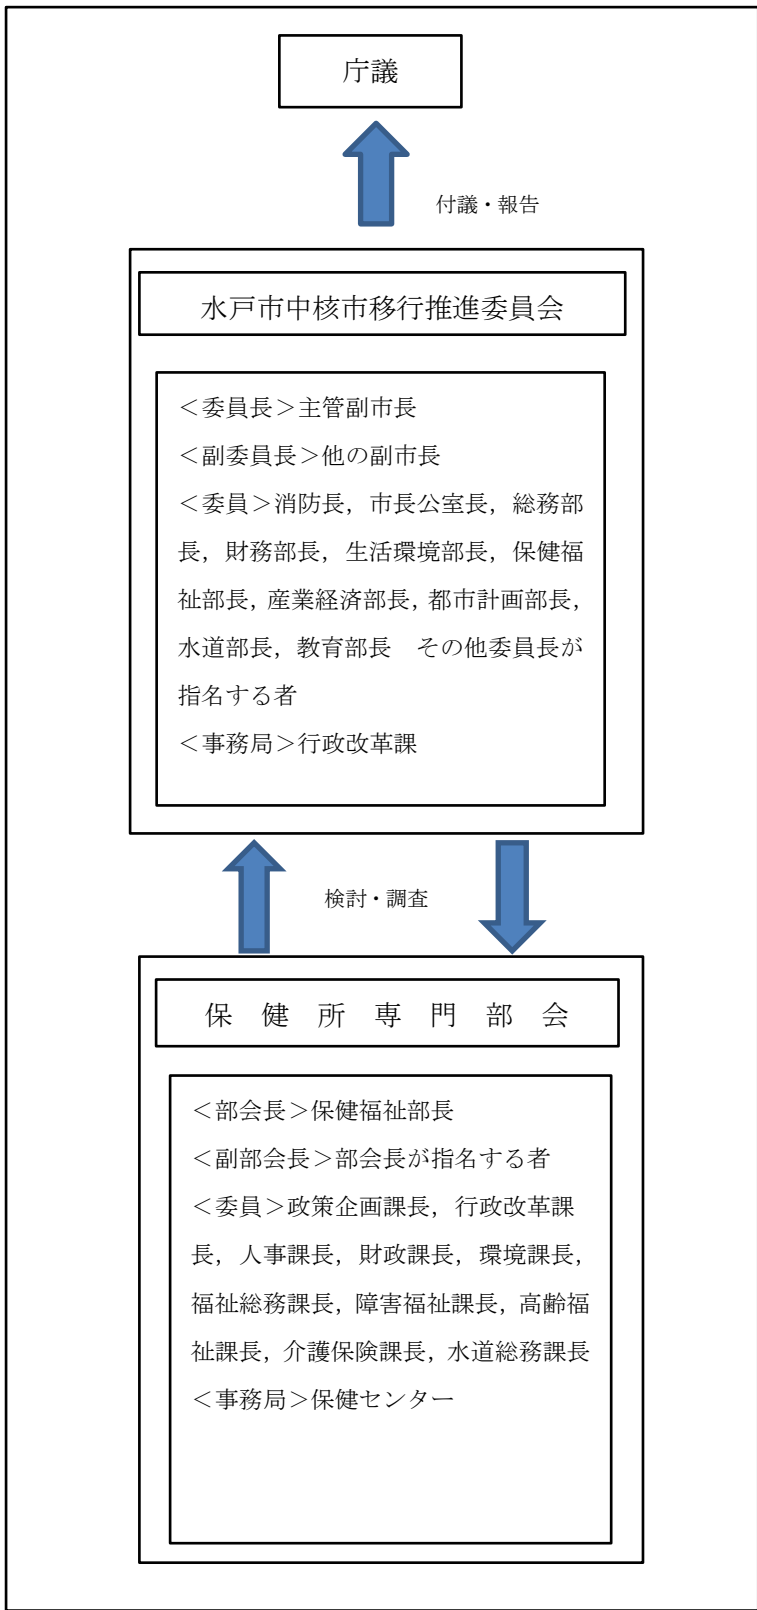 庁議
付議・報告
水戸市中核市移行推進委員会
＜委員長＞主管副市長
＜副委員長＞他の副市長
＜委員＞消防長，市長公室長，総務部
長，財務部長，生活環境部長，保健福
祉部長，産業経済部長，都市計画部長，
水道部長，教育部長　その他委員長が
指名する者
＜事務局＞行政改革課
検討・調査
保　健　所　専　門　部　会
＜部会長＞保健福祉部長
＜副部会長＞部会長が指名する者
＜委員＞政策企画課長，行政改革課
長，人事課長，財政課長，環境課長，
福祉総務課長，障害福祉課長，高齢福
祉課長，介護保険課長，水道総務課長
＜事務局＞保健センター